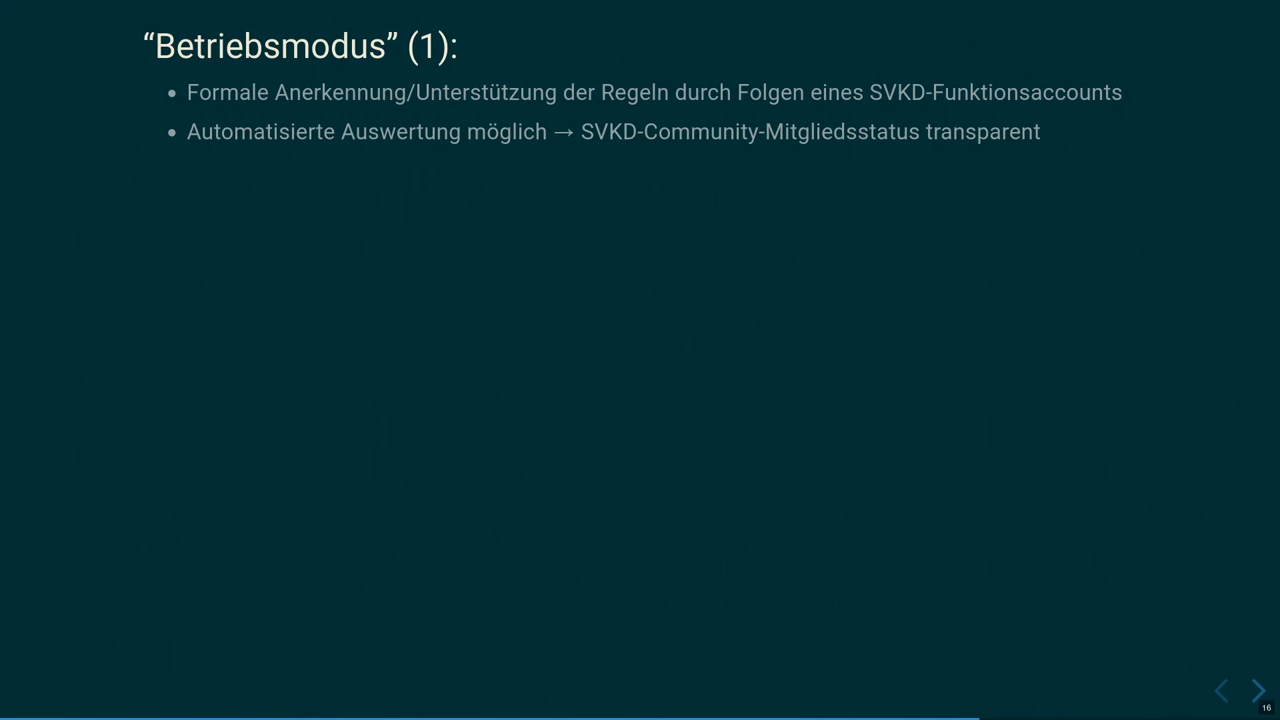 “Betriebsmodus” (1):
• Formale Anerkennung/Unterstützung der Regeln durch Folgen eines SVKD-Funktionsaccounts
• Automatisierte Auswertung möglich → SVKD-Community-Mitgliedsstatus transparent
16